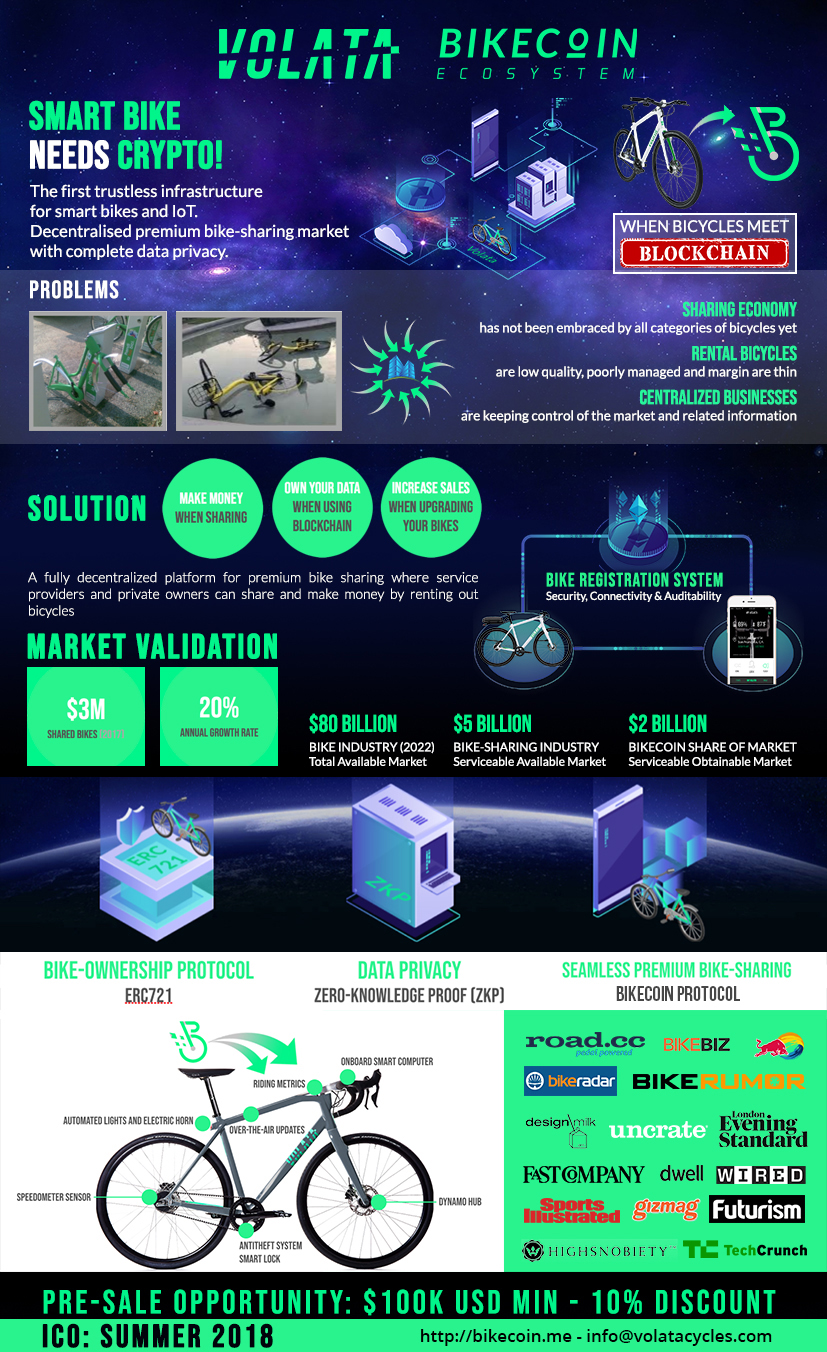 VOLATA
BIKECOIN
ECOSYSTEM
SMART BIKE
NEEDS CRYPTO!
The first trustless infrastructure
for smart bikes and IoT.
Decentralised premium bike-sharing market
with complete data privacy.
Volata
WHEN BICYCLES MEET
BLOCKCHAIN
PROBLEMS
SHARING ECONOMY
has not been embraced by all categories of bicycles yet
RENTAL BICYCLES
are low quality, poorly managed and margin are thin
CENTRALIZED BUSINESSES
are keeping control of the market and related information
SOLUTION
MAKE MONEY
WHEN SHARING
OWN YOUR DATA
WHEN USING
BLOCKCHAIN
INCREASE SALES
WHEN UPGRADING
YOUR BIKES
A fully decentralized platform for premium bike sharing where service
providers and private owners can share and make money by renting out
bicycles
BIKE REGISTRATION SYSTEM
Security, Connectivity & Auditability
MARKET VALIDATION
$3M
SHARED BIKES
20%
ANNUAL GROWTH RATE
$80 BILLION
BIKE INDUSTRY (2022)
Total Available Market
$5 BILLION
BIKE-SHARING INDUSTRY
Serviceable Available Market
$2 BILLION
BIKECOIN SHARE OF MARKET
Serviceable Obtainable Market
ERC
721
ZKP
BIKE-OWNERSHIP PROTOCOL
ERC721
DATA PRIVACY
ZERO-KNOWLEDGE PROOF (ZKP)
SEAMLESS PREMIUM BIKE-SHARING
BIKECOIN PROTOCOL
ONBOARD SMART COMPUTER
RIDING METRICS
AUTOMATED LIGHTS AND ELECTRIC HORN
OVER-THE-AIR UPDATES
VOLATA
SPEEDOMETER SENSOR
DYNAMO HUB
ANTITHEFT SYSTEM
SMART LOCK
road.cc
pedal powered
BIKEBIZ
bikeradar
BIKERUMOR
design milk
uncrate
London
Evening
Standard
FAST COMPANY
dwell
WIRED
Sports
Illustrated
gizmag
Futurism
HIGHSNOBIETY
TC TechCrunch
PRE-SALE OPPORTUNITY: $100K USD MIN - 10% DISCOUNT
ICO: SUMMER 2018
http://bikecoin.me - info@volatacycles.com